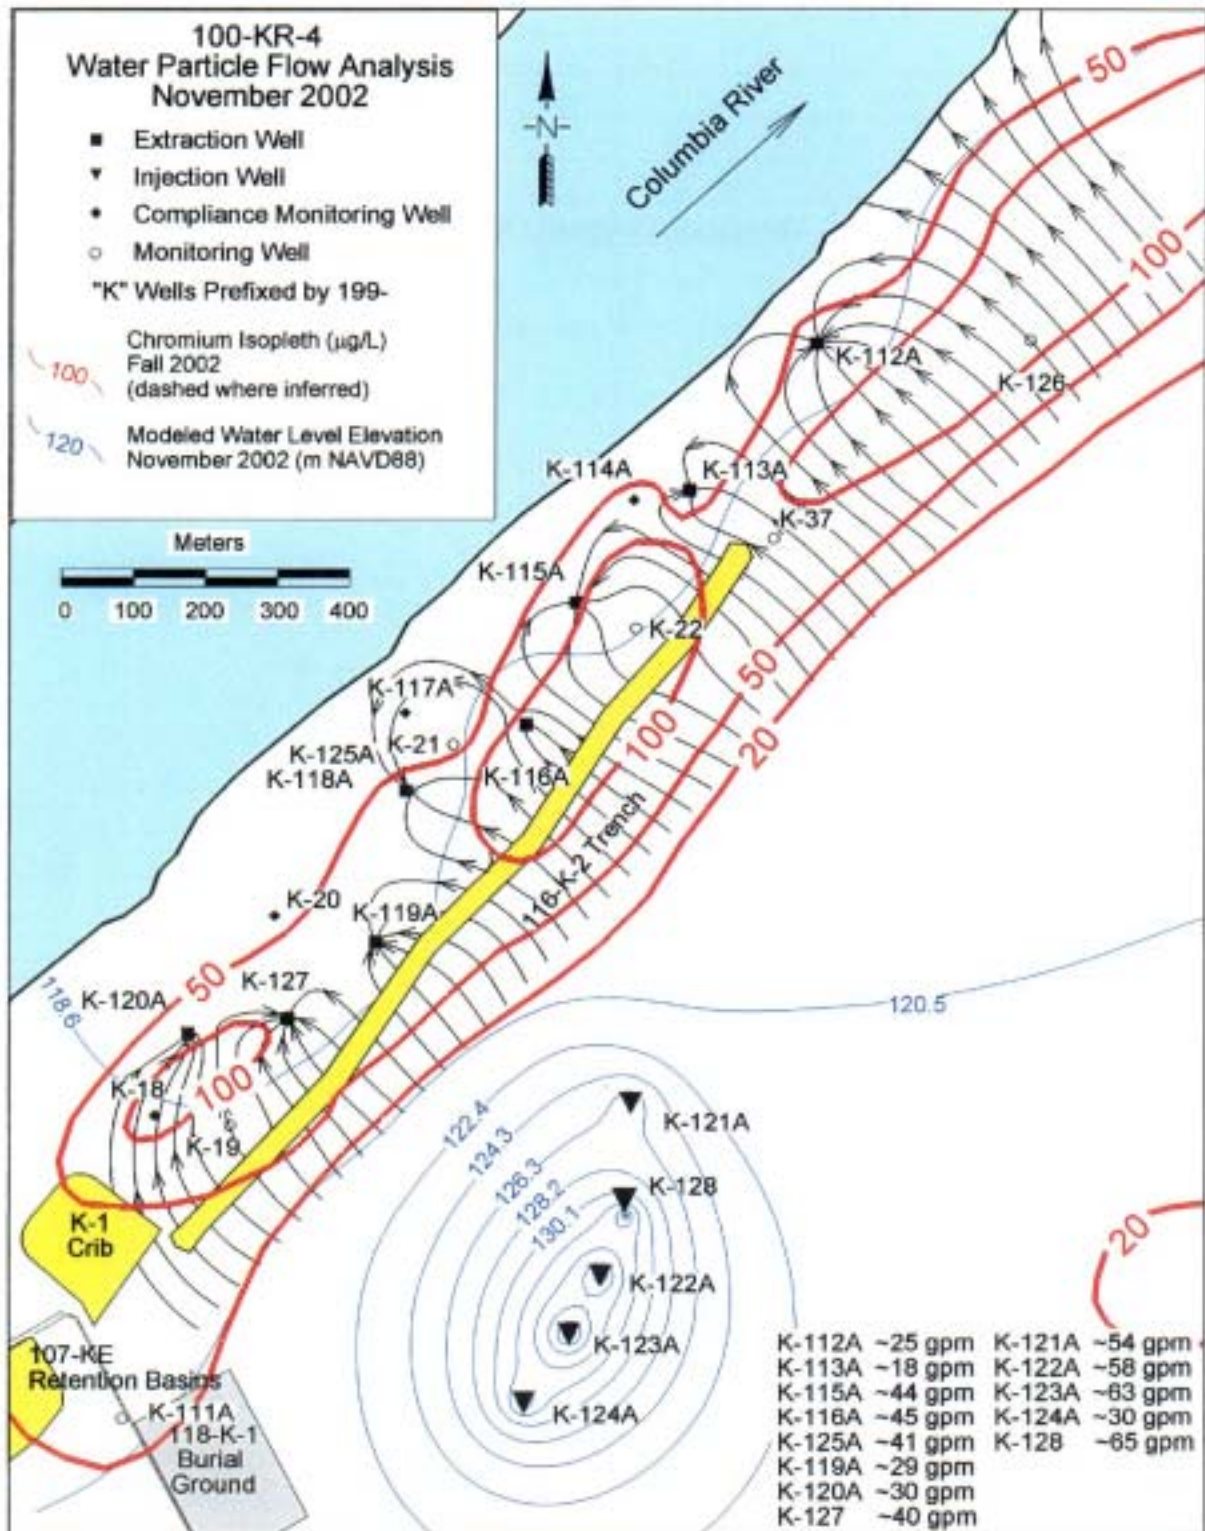 100-KR-4
Water Particle Flow Analysis
November 2002
Extraction Well
Injection Well
Compliance Monitoring Well
Monitoring Well
"K" Wells Prefixed by 199-
Chromium Isopleth (µg/L)
100
Fall 2002
(dashed where inferred)
120
Modeled Water Level Elevation
November 2002 (m NAVD88)
Meters
0 100 200 300 400
-N-
Columbia River
50
100
K-112A
K-126
K-114A
K-113A
K-37
K-115A
K-22
50
K-117A
K-21
K-125A
K-118A
K-116A
100
20
116-K-2 Trench
K-20
K-119A
50
K-127
K-120A
118.6
120.5
K-18
100
K-19
122.4
124.3
126.3
128.2
130.1
K-121A
K-128
K-122A
K-123A
K-124A
20
K-1
Crib
107-KE
Retention Basins
K-111A
118-K-1
Burial
Ground
K-112A ~25 gpm K-121A ~54 gpm
K-113A ~18 gpm K-122A ~58 gpm
K-115A ~44 gpm K-123A ~63 gpm
K-116A ~45 gpm K-124A ~30 gpm
K-125A ~41 gpm K-128 ~65 gpm
K-119A ~29 gpm
K-120A ~30 gpm
K-127 ~40 gpm